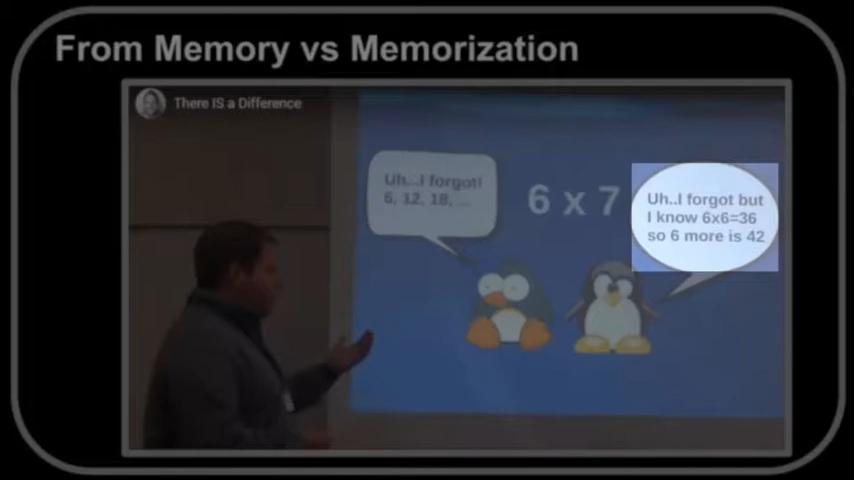 From Memory vs Memorization
There IS a Difference
Uh...I forgot!
6, 12, 18, ...
6 x 7
Uh..I forgot but
I know 6x6=36
so 6 more is 42